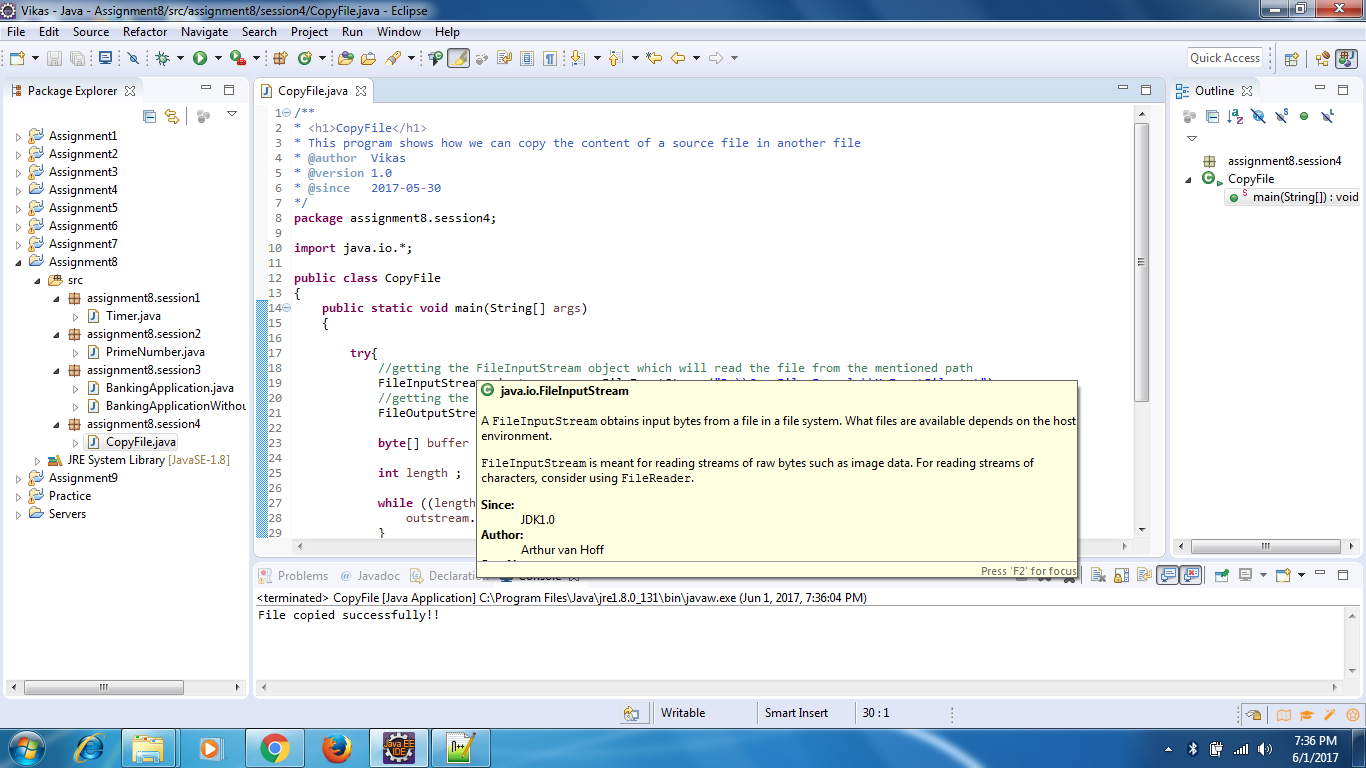 Vikas - Java - Assignment8/src/assignment8/session4/CopyFile.java - Eclipse
File Edit Source Refactor Navigate Search Project Run Window Help
Quick Access
Package Explorer
Assignment1
Assignment2
Assignment3
Assignment4
Assignment5
Assignment6
Assignment7
Assignment8
src
assignment8.session1
Timer.java
assignment8.session2
PrimeNumber.java
assignment8.session3
BankingApplication.java
BankingApplicationWithou
assignment8.session4
CopyFile.java
JRE System Library [JavaSE-1.8]
Assignment9
Practice
Servers
CopyFile.java
1 /**
2 * <h1>CopyFile</h1>
3 * This program shows how we can copy the content of a source file in another file
4 * @author Vikas
5 * @version 1.0
6 * @since 2017-05-30
7 */
8 package assignment8.session4;
9
10 import java.io.*;
11
12 public class CopyFile
13 {
14 public static void main(String[] args)
15 {
16
17 try{
18 //getting the FileInputStream object which will read the file from the mentioned path
19 FileInputStream
20 //getting the
21 FileOutputStre
22
23 byte[] buffer
24
25 int length ;
26
27 while ((length
28 outstream.
29 }
java.io.FileInputStream
A FileInputStream obtains input bytes from a file in a file system. What files are available depends on the host
environment.
FileInputStream is meant for reading streams of raw bytes such as image data. For reading streams of
characters, consider using FileReader.
Since:
JDK1.0
Author:
Arthur van Hoff
Press 'F2' for focus
Outline
assignment8.session4
CopyFile
main(String[]) : void
Problems @ Javadoc Declaratio Console
<terminated> CopyFile [Java Application] C:\Program Files\Java\jre1.8.0_131\bin\javaw.exe (Jun 1, 2017, 7:36:04 PM)
File copied successfully!!
Writable Smart Insert 30 : 1
Java EE
IDE
7:36 PM
6/1/2017